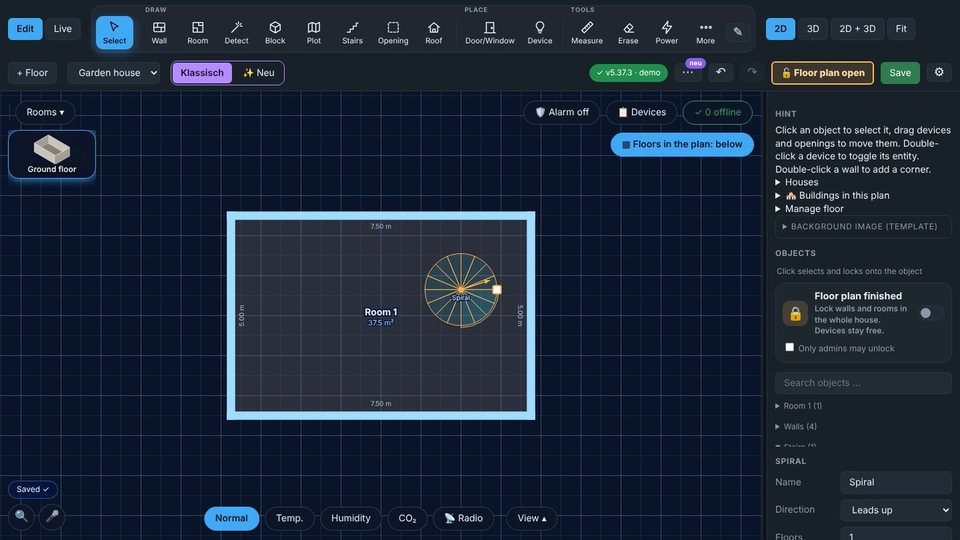 DRAW
PLACE
TOOLS
Edit
Live
Select
Wall
Room
Detect
Block
Plot
Stairs
Opening
Roof
Door/Window
Device
Measure
Erase
Power
More
2D
3D
2D + 3D
Fit
+ Floor
Garden house
Klassisch
✨ Neu
✓ v5.37.3 · demo
neu
🔓 Floor plan open
Save
Rooms ▾
🛡️ Alarm off
📋 Devices
✓ 0 offline
Ground floor
▦ Floors in the plan: below
7.50 m
5.00 m
Room 1
37.5 m²
Spiral
5.00 m
7.50 m
Saved ✓
Normal
Temp.
Humidity
CO₂
📡 Radio
View ▴
HINT
Click an object to select it, drag devices
and openings to move them. Double-
click a device to toggle its entity.
Double-click a wall to add a corner.
▶ Houses
▶ 🏘️ Buildings in this plan
▶ Manage floor
▶ BACKGROUND IMAGE (TEMPLATE)
OBJECTS
Click selects and locks onto the object
Floor plan finished
Lock walls and rooms in
the whole house.
Devices stay free.
Only admins may unlock
Search objects ...
▶ Room 1 (1)
▶ Walls (4)
▼ Stairs (1)
SPIRAL
Name
Spiral
Direction
Leads up
Floors
1